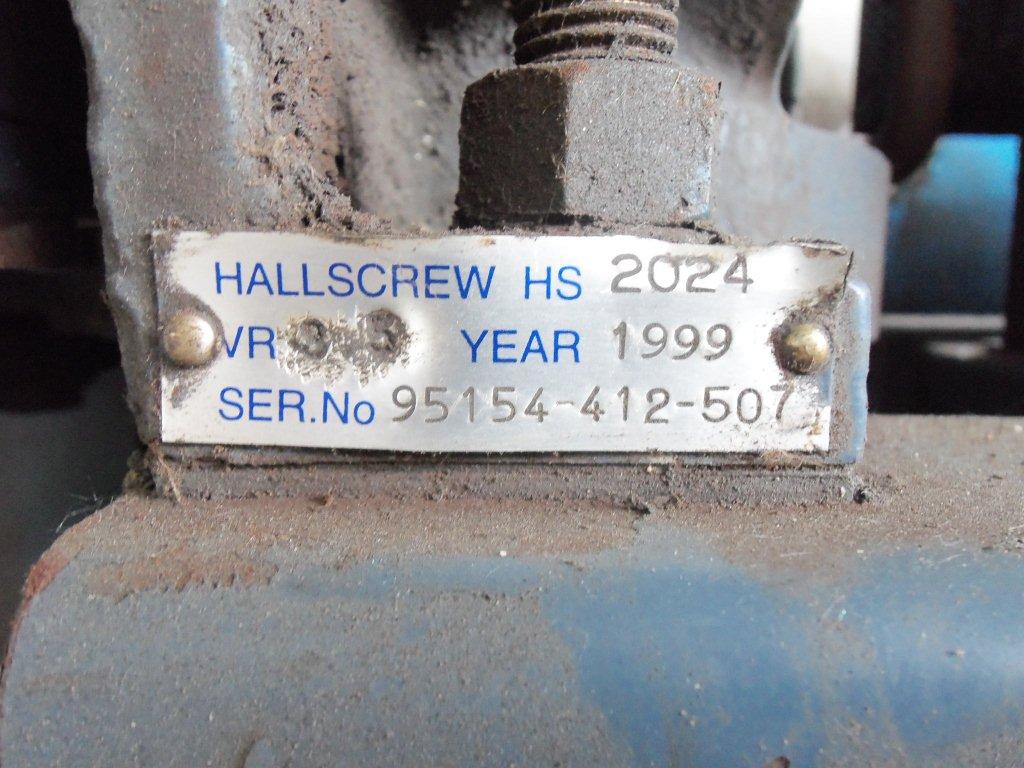 HALLSCREW HS 2024
VR YEAR 1999
SER.No 95154-412-507